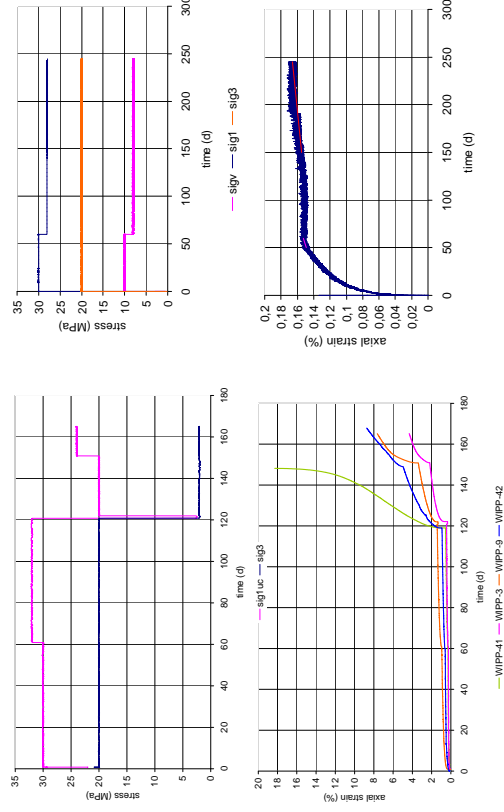 stress (MPa)
35
30
25
20
15
10
5
0
0 20 40 60 80 100 120 140 160 180
time (d)
sig1uc sig3
stress (MPa)
35
30
25
20
15
10
5
0
0 50 100 150 200 250 300
time (d)
sigv sig1 sig3
axial strain (%)
20
18
16
14
12
10
8
6
4
2
0
0 20 40 60 80 100 120 140 160 180
time (d)
WIPP-41 WIPP-3 WIPP-9 WIPP-42
axial strain (%)
0,2
0,18
0,16
0,14
0,12
0,1
0,08
0,06
0,04
0,02
0
0 50 100 150 200 250 300
time (d)